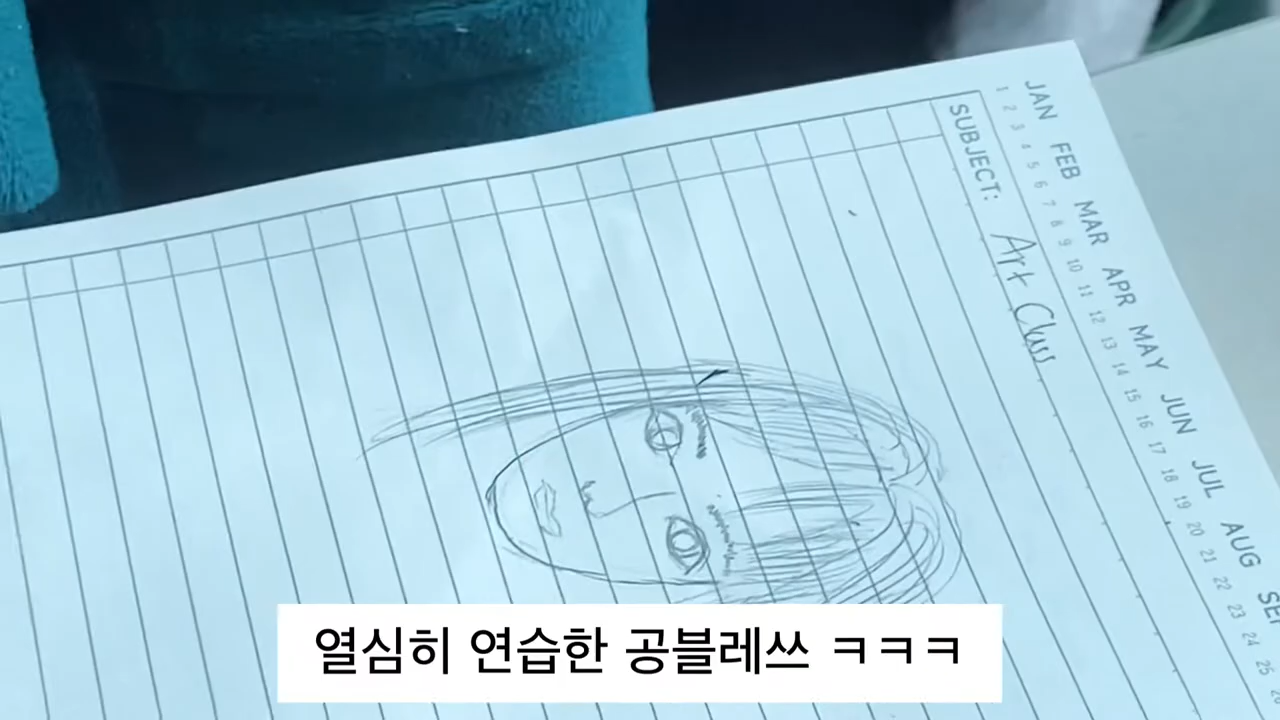 JAN FEB MAR APR MAY JUN JUL AUG SE
1 2 3 4 5 6 7 8 9 10 11 12 13 14 15 16 17 18 19 20 21 22 23 24 25
SUBJECT: Art Class
열심히 연습한 공블레쓰 ㅋㅋㅋ